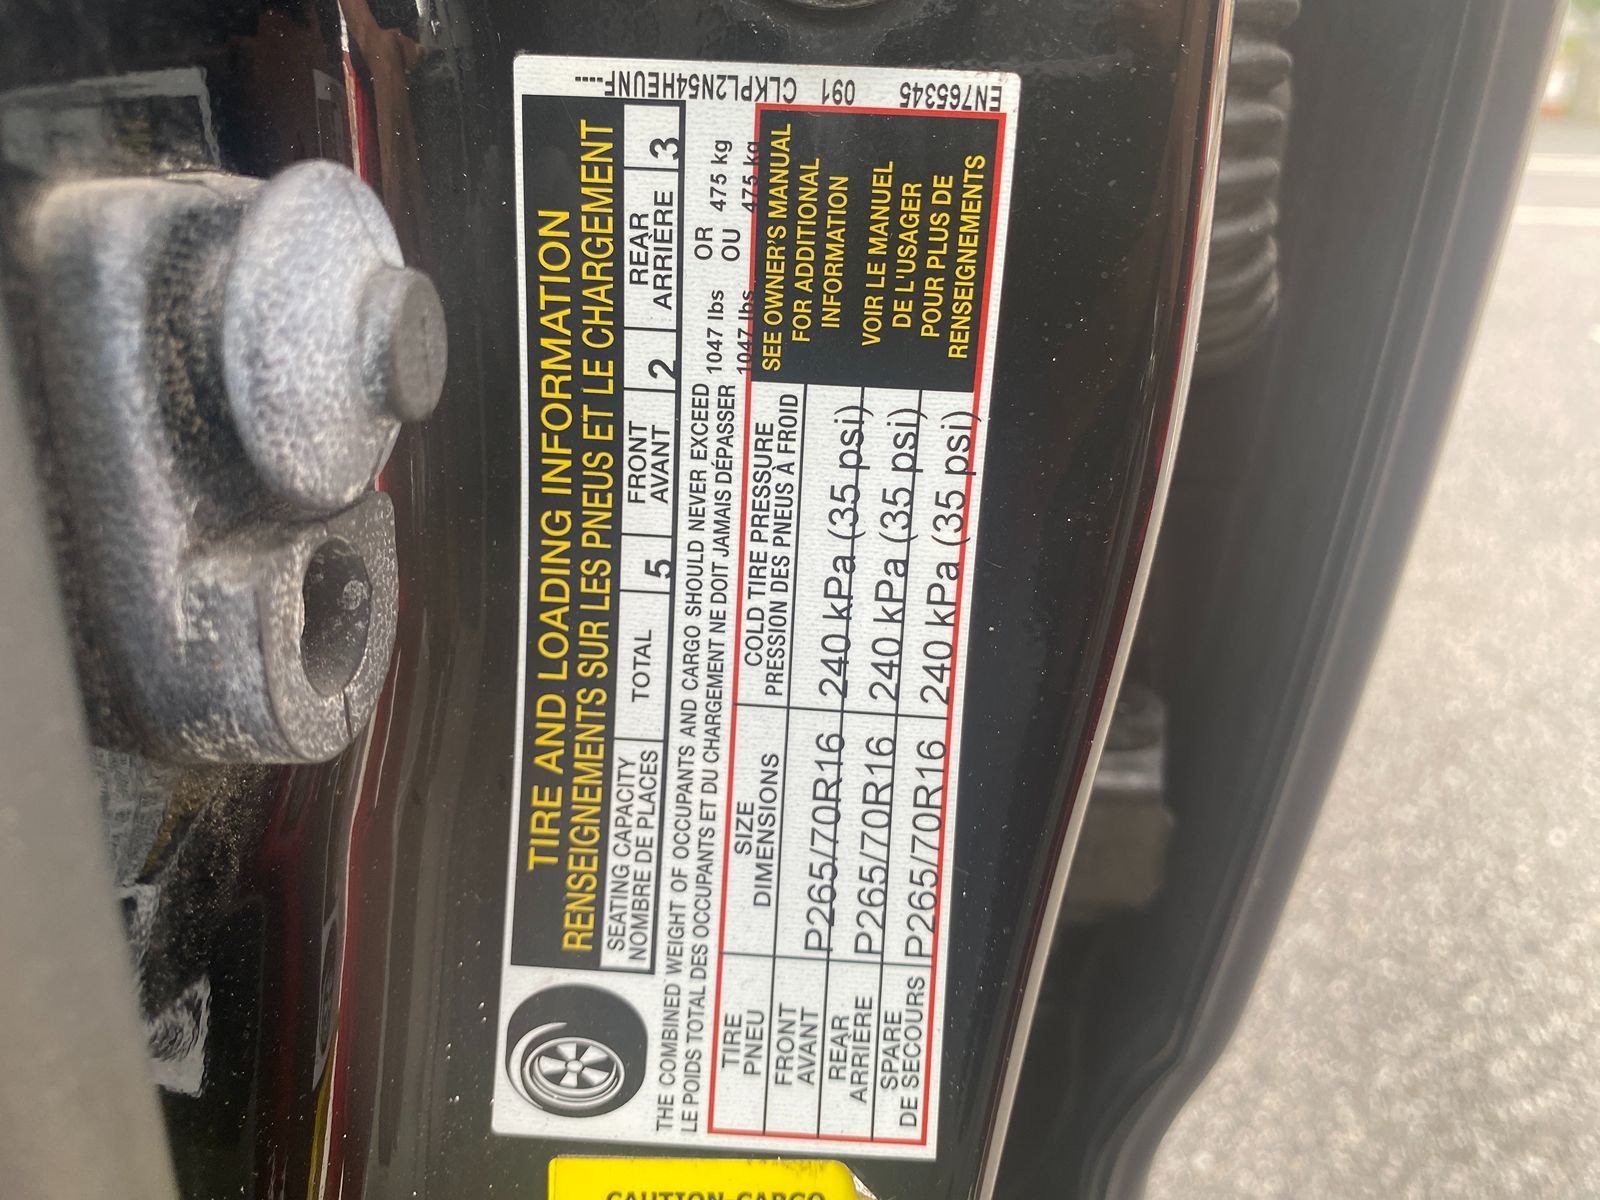 TIRE AND LOADING INFORMATION
RENSEIGNEMENTS SUR LES PNEUS ET LE CHARGEMENT
SEATING CAPACITY
NOMBRE DE PLACES
TOTAL 5
FRONT
AVANT
2
REAR
ARRIÈRE
3
THE COMBINED WEIGHT OF OCCUPANTS AND CARGO SHOULD NEVER EXCEED 1047 lbs OR 475 kg
LE POIDS TOTAL DES OCCUPANTS ET DU CHARGEMENT NE DOIT JAMAIS DÉPASSER 1047 lbs OU 475 kg
TIRE
PNEU
SIZE
DIMENSIONS
COLD TIRE PRESSURE
PRESSION DES PNEUS À FROID
FRONT
AVANT
P265/70R16 240 kPa (35 psi)
REAR
ARRIÈRE
P265/70R16 240 kPa (35 psi)
SPARE
DE SECOURS
P265/70R16 240 kPa (35 psi)
SEE OWNER'S MANUAL
FOR ADDITIONAL
INFORMATION
VOIR LE MANUEL
DE L'USAGER
POUR PLUS DE
RENSEIGNEMENTS
EN765345 091 CLKPL2N54HEUNF----
CAUTION-CARGO